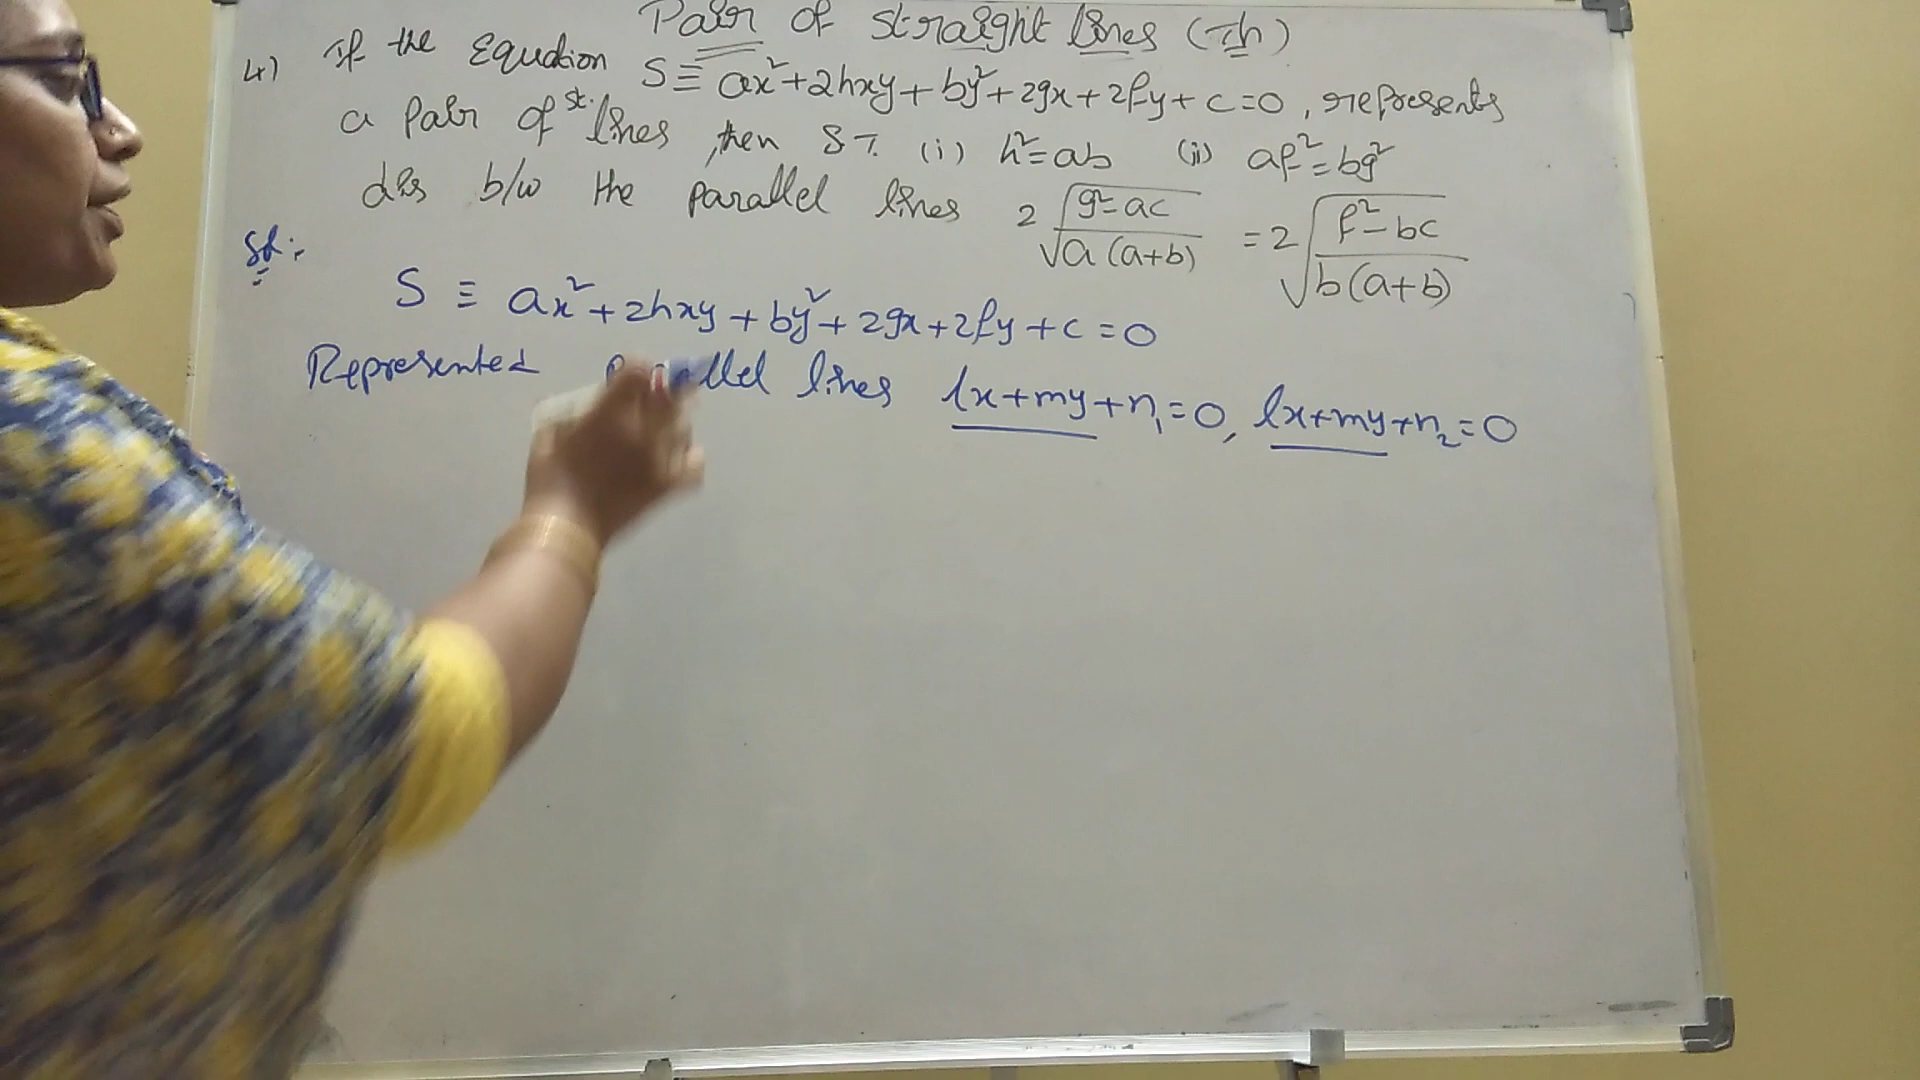 Pair of straight lines (Th)
4) If the Equation S ≡ ax²+2hxy+by²+2gx+2fy+c=0, represents
a pair of st. lines, then S.T. (i) h²=ab (ii) af²=bg²
dis b/w the parallel lines 2√(g²-ac)/(a(a+b)) = 2√(f²-bc)/(b(a+b))
Sol:-
S ≡ ax²+2hxy+by²+2gx+2fy+c=0
Represented lines lx+my+n₁=0, lx+my+n₂=0